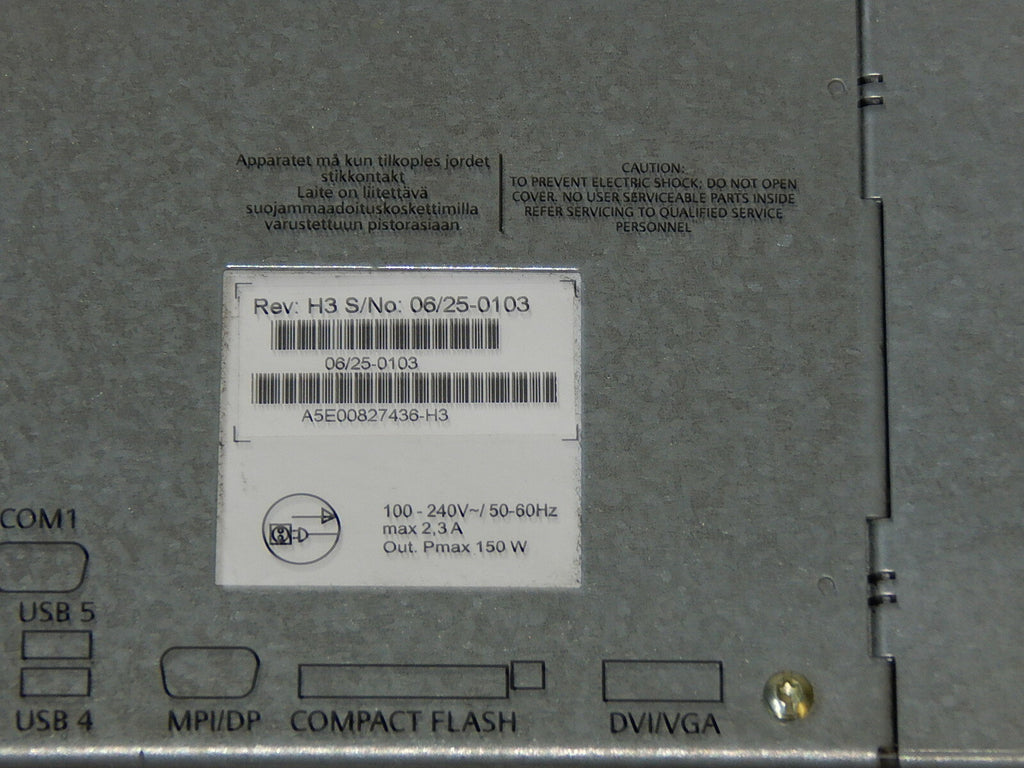 Apparatet må kun tilkoples jordet
stikkontakt
Laite on liitettävä
suojammaadoituskoskettimilla
varustettuun pistorasiaan
CAUTION:
TO PREVENT ELECTRIC SHOCK, DO NOT OPEN
COVER. NO USER SERVICEABLE PARTS INSIDE
REFER SERVICING TO QUALIFIED SERVICE
PERSONNEL
Rev: H3 S/No: 06/25-0103
06/25-0103
A5E00827436-H3
100 - 240V~/ 50-60Hz
max 2,3 A
Out. Pmax 150 W
COM1
USB 5
USB 4
MPI/DP
COMPACT FLASH
DVI/VGA